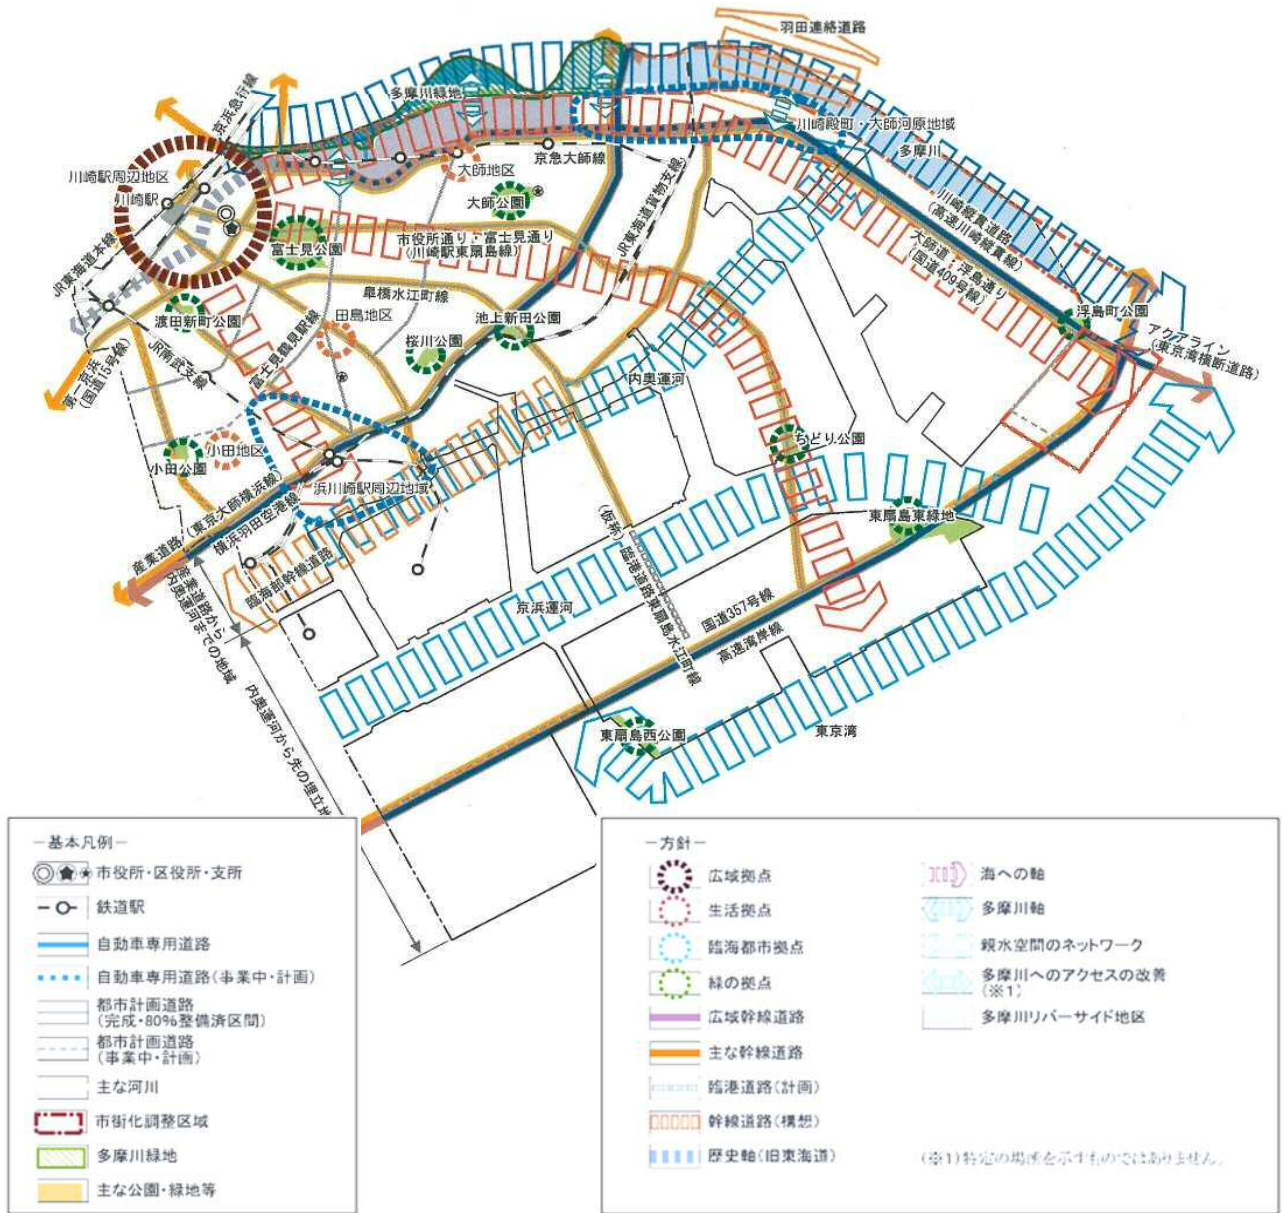 羽田連絡道路
京浜急行線
多摩川緑地
川崎殿町・大師河原地域
多摩川
川崎駅周辺地区
川崎駅
大師地区
京急大師線
大師公園
JR東海道貨物支線
川崎縦貫道路
(高速川崎縦貫線)
大師道・浮島通り
(国道409号線)
JR東海道本線
富士見公園
市役所通り・富士見通り
(川崎駅東扇島線)
皐橋水江町線
渡田新町公園
富士見鶴見駅線
田島地区
桜川公園
池上新田公園
浮島町公園
アクアライン
(東京湾横断道路)
第一京浜
(国道15号線)
JR南武支線
内奥運河
小田公園
小田地区
ちどり公園
浜川崎駅周辺地域
産業道路(東京大師横浜線)
横浜羽田空港線
東扇島東緑地
臨海部幹線道路
産業道路から
内奥運河までの地域
京浜運河
(仮称)臨港道路東扇島水江町線
国道357号線
高速湾岸線
内奥運河から先の埋立地
東扇島西公園
東京湾
―基本凡例―
市役所・区役所・支所
鉄道駅
自動車専用道路
自動車専用道路(事業中・計画)
都市計画道路
(完成・80%整備済区間)
都市計画道路
(事業中・計画)
主な河川
市街化調整区域
多摩川緑地
主な公園・緑地等
―方針―
広域拠点
生活拠点
臨海都市拠点
緑の拠点
広域幹線道路
主な幹線道路
臨港道路(計画)
幹線道路(構想)
歴史軸(旧東海道)
海への軸
多摩川軸
親水空間のネットワーク
多摩川へのアクセスの改善
(※1)
多摩川リバーサイド地区
(※1)特定の場所を示すものではありません。